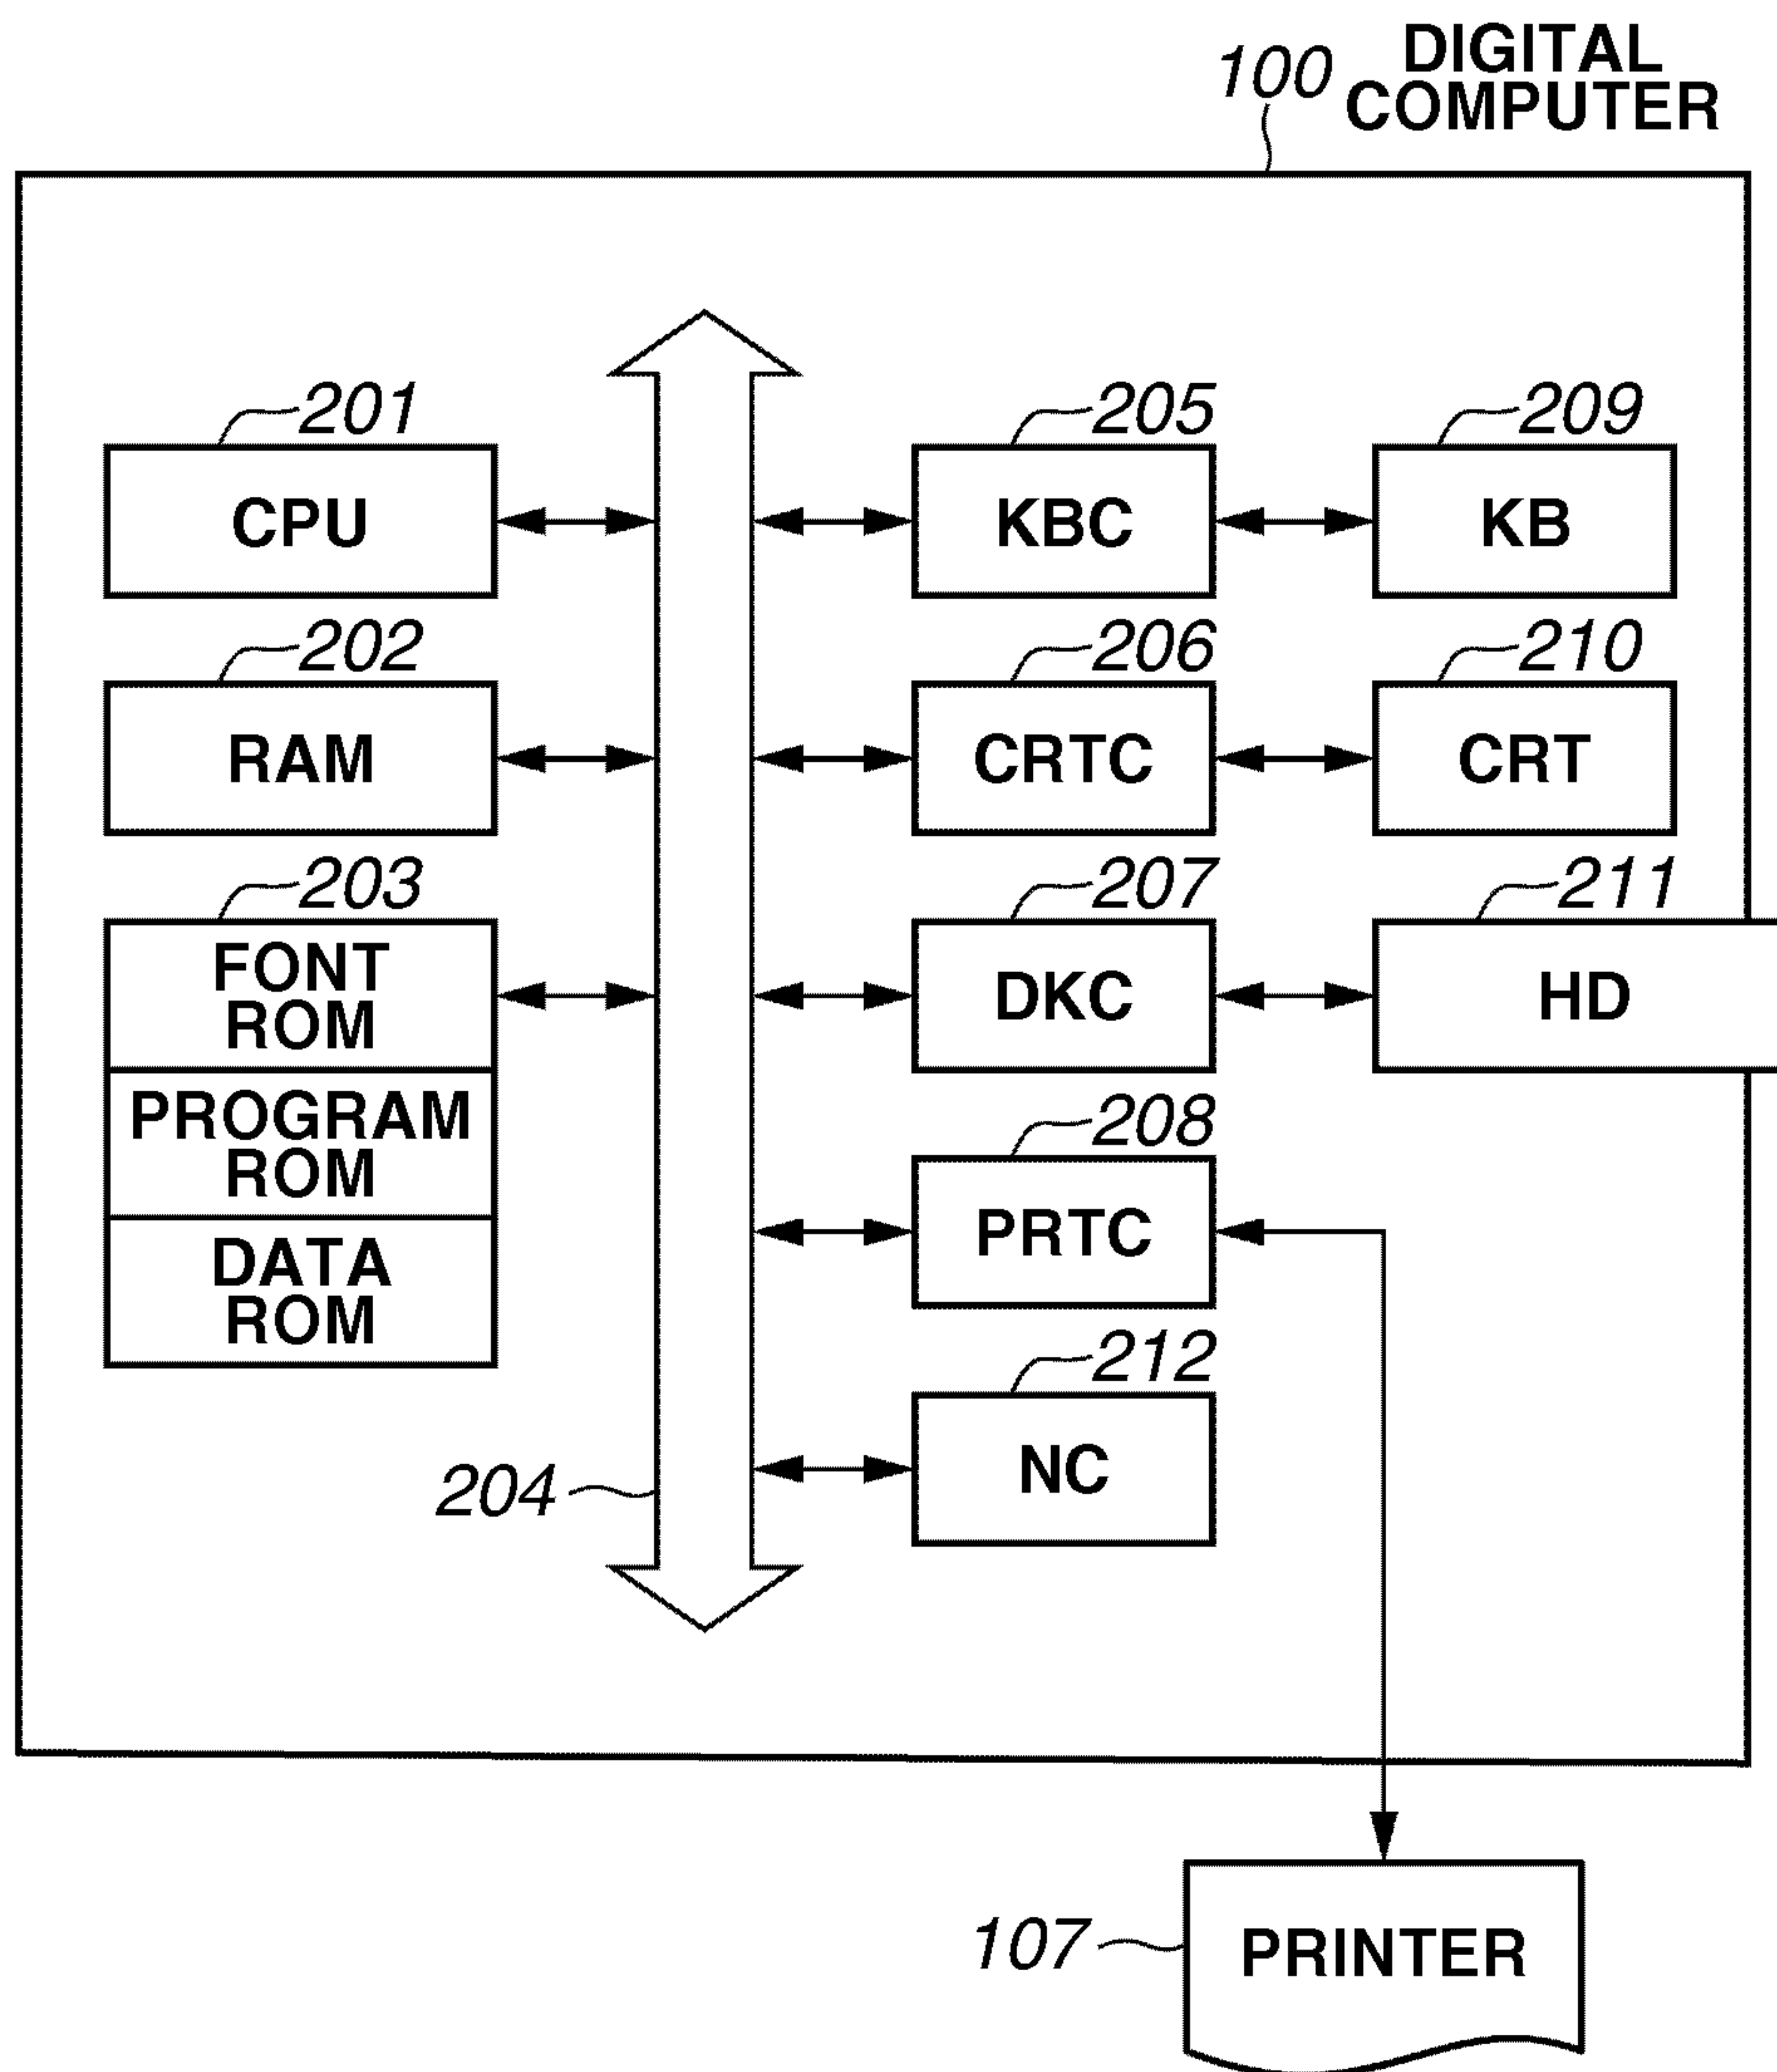 100 DIGITAL
COMPUTER
201
CPU
205
KBC
209
KB
202
RAM
206
CRTC
210
CRT
203
FONT
ROM
PROGRAM
ROM
DATA
ROM
207
DKC
211
HD
208
PRTC
212
NC
204
107
PRINTER